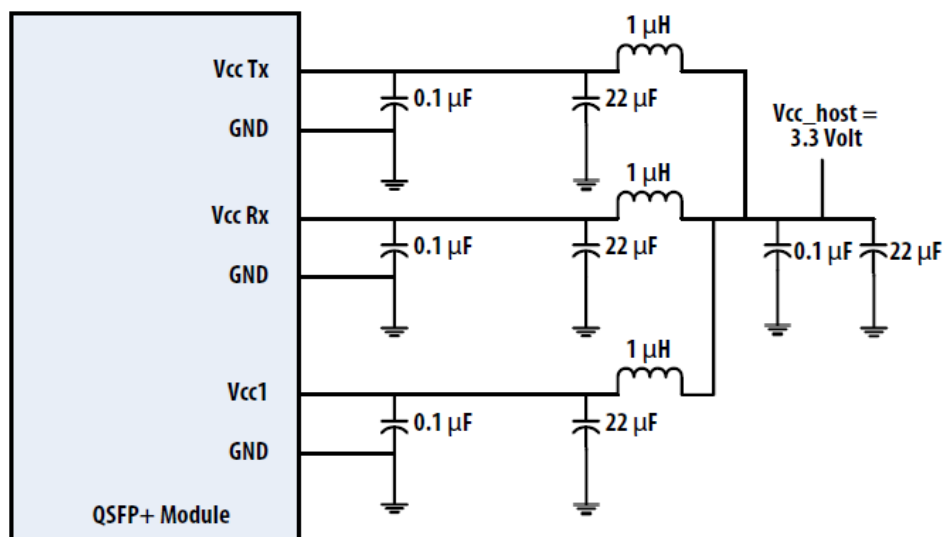 1 μH
Vcc Tx
0.1 μF
22 μF
GND
Vcc_host =
3.3 Volt
1 μH
Vcc Rx
0.1 μF
22 μF
0.1 μF
22 μF
GND
1 μH
Vcc1
0.1 μF
22 μF
GND
QSFP+ Module